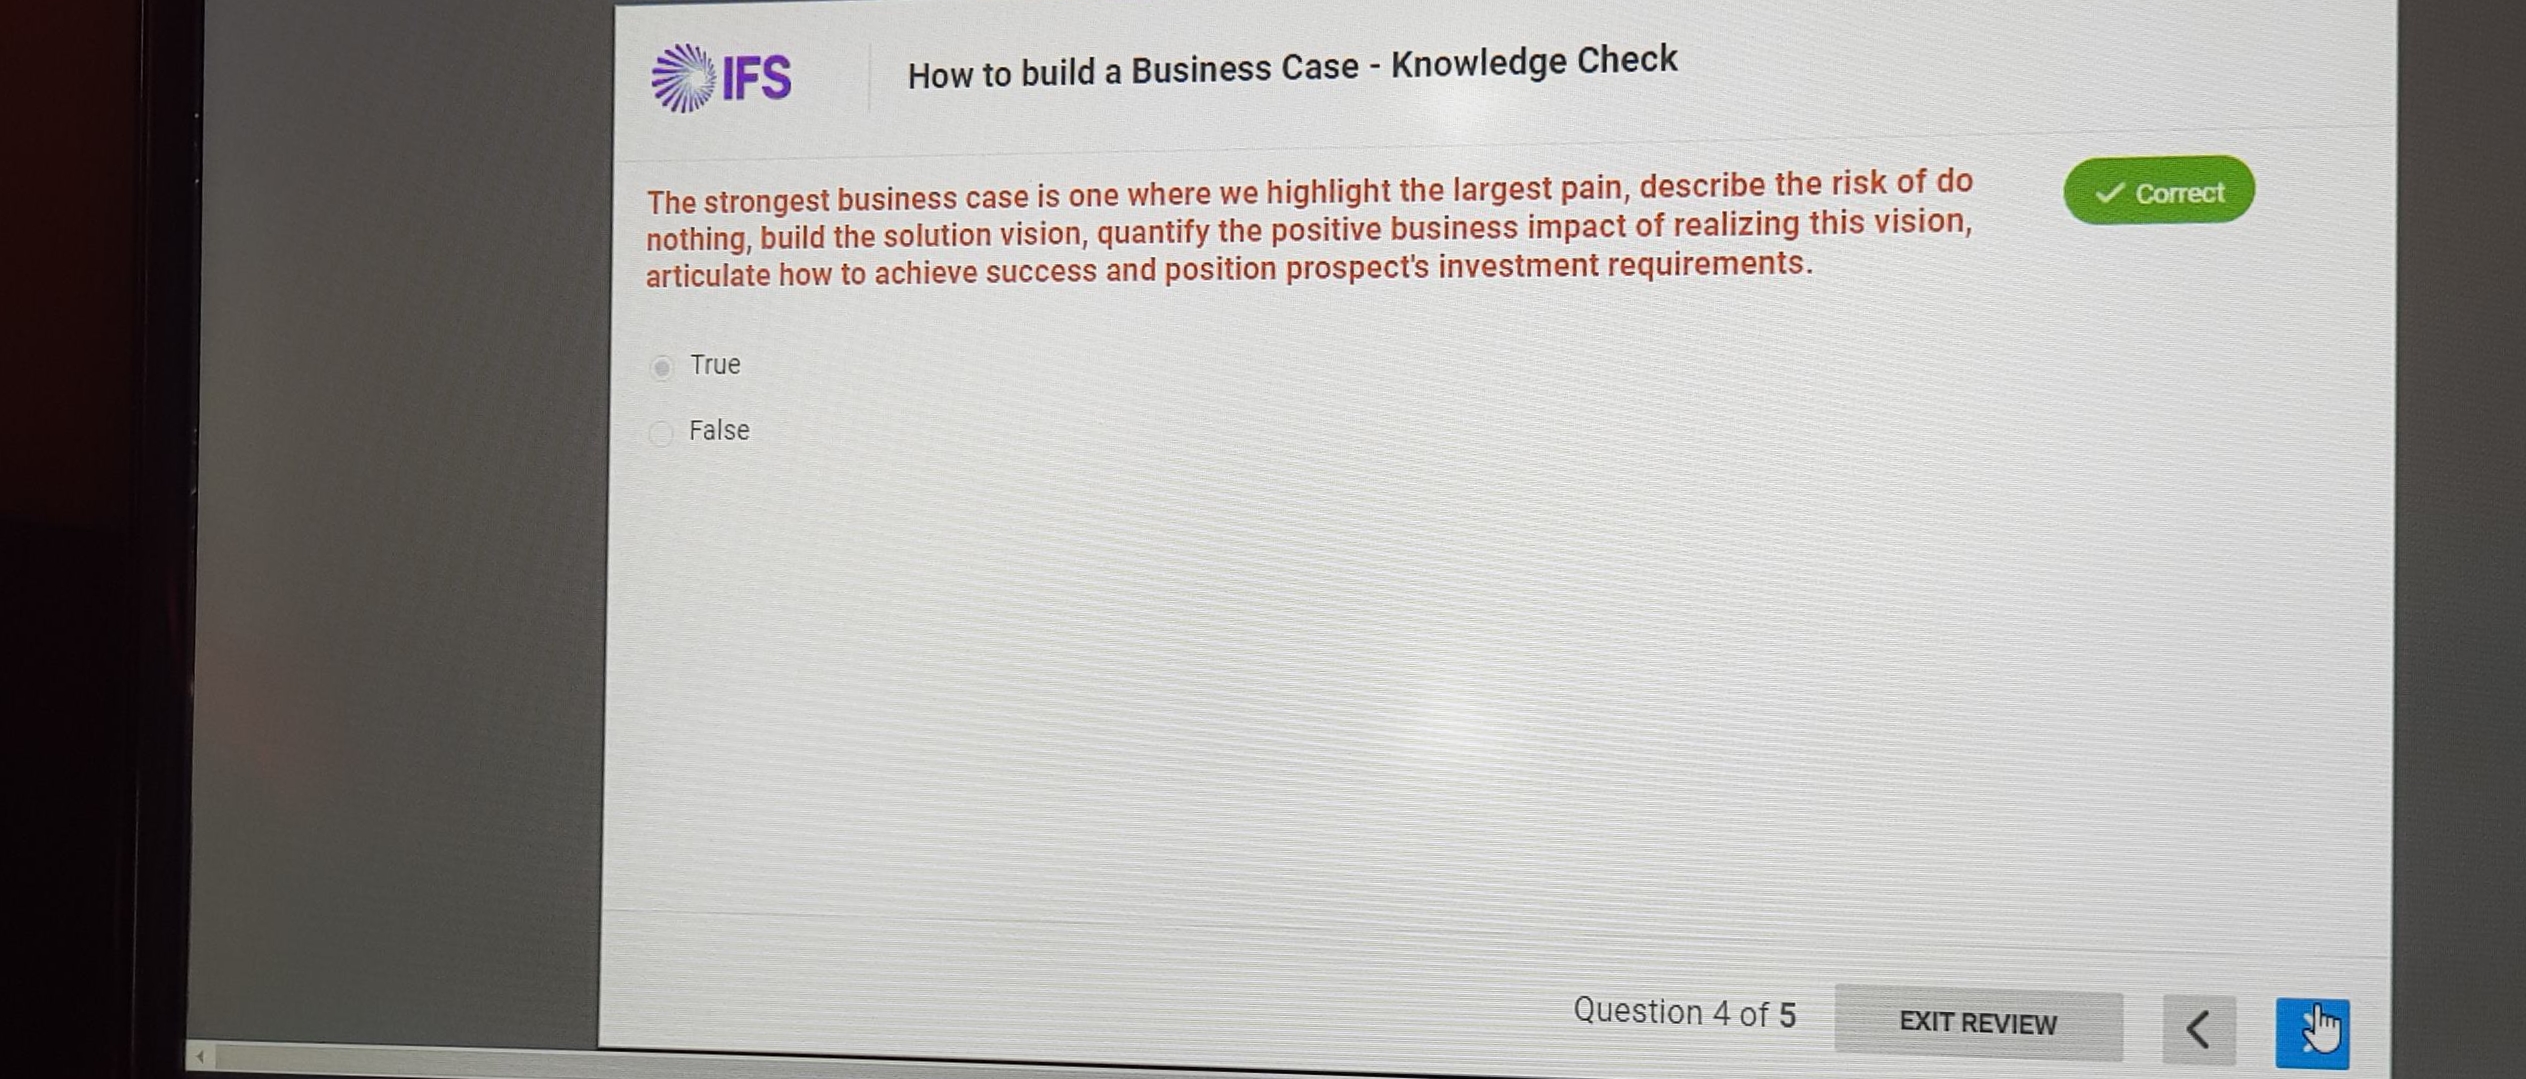 IFS
How to build a Business Case - Knowledge Check
The strongest business case is one where we highlight the largest pain, describe the risk of do
nothing, build the solution vision, quantify the positive business impact of realizing this vision,
articulate how to achieve success and position prospect's investment requirements.
Correct
True
False
Question 4 of 5
EXIT REVIEW